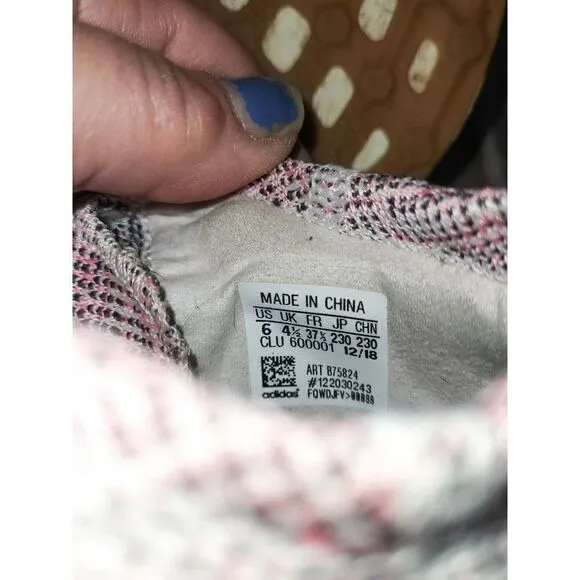 MADE IN CHINA
US UK FR JP CHN
6 4½ 37⅓ 230 230
CLU 600001 12/18
ART B75824
#122030243
adidas FQWDJFV>00088